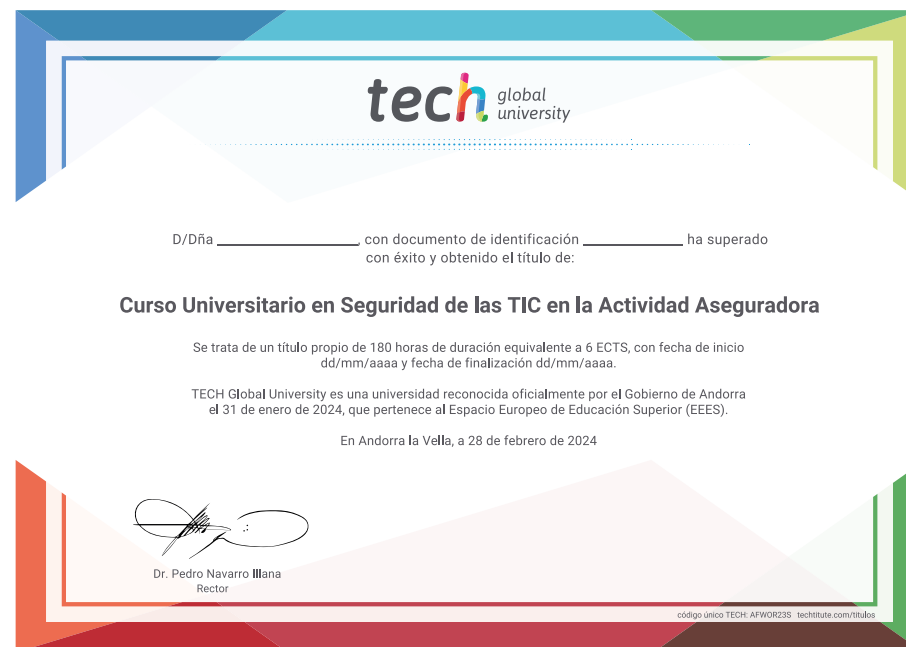 tech global
university
D/Dña ____________________, con documento de identificación ______________ ha superado
con éxito y obtenido el título de:
Curso Universitario en Seguridad de las TIC en la Actividad Aseguradora
Se trata de un título propio de 180 horas de duración equivalente a 6 ECTS, con fecha de inicio
dd/mm/aaaa y fecha de finalización dd/mm/aaaa.
TECH Global University es una universidad reconocida oficialmente por el Gobierno de Andorra
el 31 de enero de 2024, que pertenece al Espacio Europeo de Educación Superior (EEES).
En Andorra la Vella, a 28 de febrero de 2024
Dr. Pedro Navarro Illana
Rector
código único TECH: AFWOR23S techtitute.com/titulos